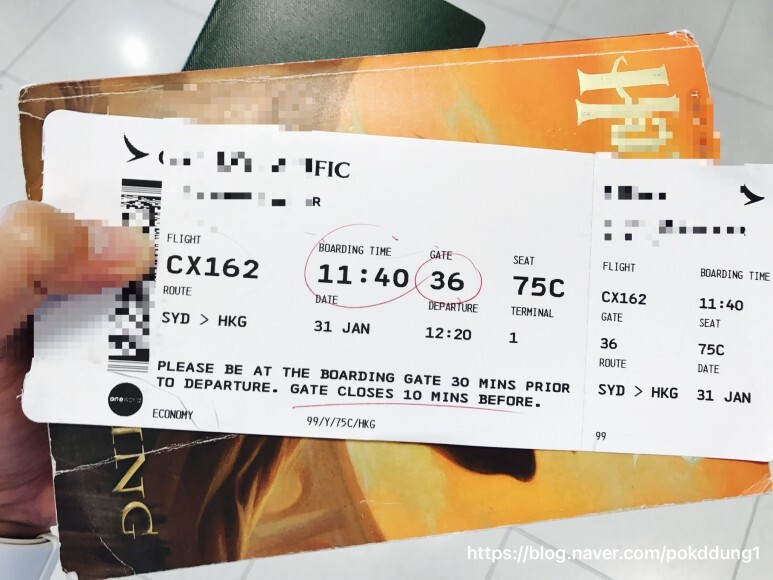 FIC
R
FLIGHT BOARDING TIME GATE SEAT
CX162 11:40 36 75C
ROUTE DATE DEPARTURE TERMINAL
SYD > HKG 31 JAN 12:20 1
PLEASE BE AT THE BOARDING GATE 30 MINS PRIOR
TO DEPARTURE. GATE CLOSES 10 MINS BEFORE.
oneworld
ECONOMY 99/Y/75C/HKG
FLIGHT BOARDING TIME
CX162 11:40
GATE SEAT
36 75C
ROUTE DATE
SYD > HKG 31 JAN
99
ING
https://blog.naver.com/pokddung1